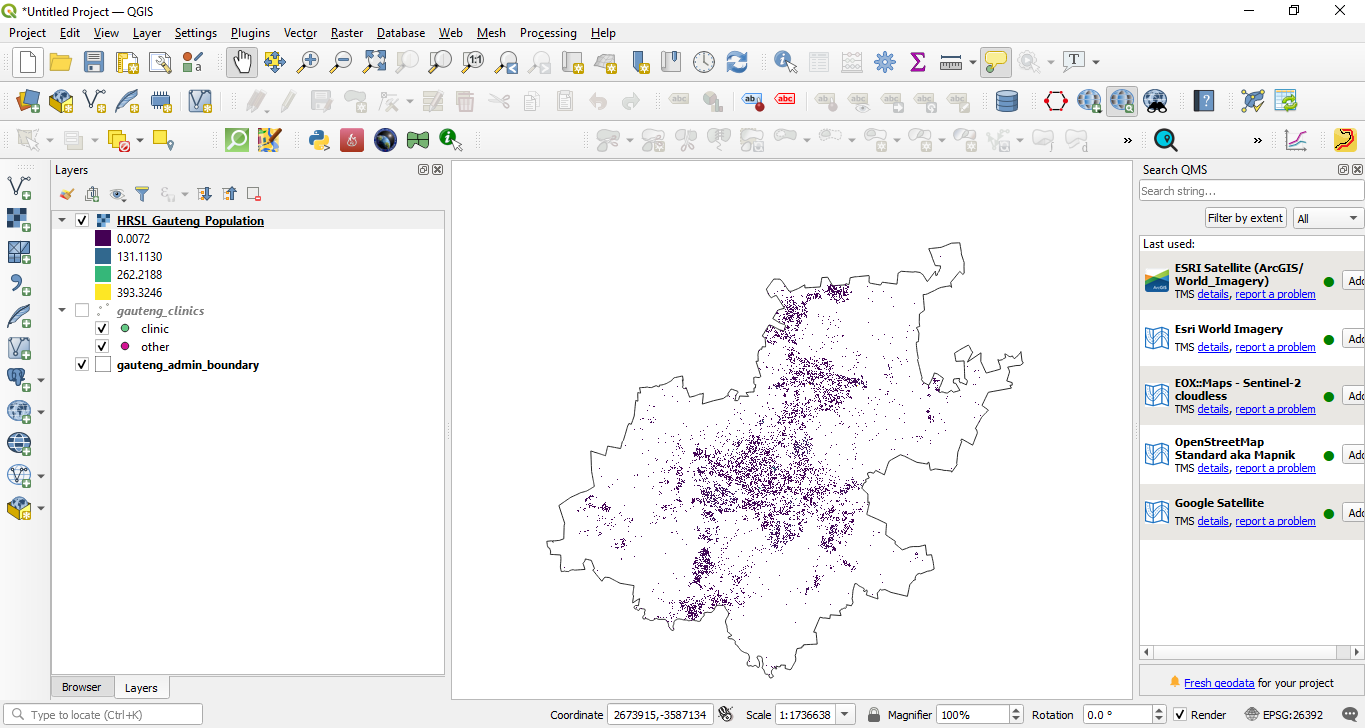 *Untitled Project — QGIS
Project Edit View Layer Settings Plugins Vector Raster Database Web Mesh Processing Help
Layers
HRSL_Gauteng_Population
0.0072
131.1130
262.2188
393.3246
gauteng_clinics
clinic
other
gauteng_admin_boundary
Browser
Layers
Search QMS
Search string...
Filter by extent
All
Last used:
ESRI Satellite (ArcGIS/
World_Imagery)
TMS details, report a problem
Add
Esri World Imagery
TMS details, report a problem
Add
EOX::Maps - Sentinel-2
cloudless
TMS details, report a problem
Add
OpenStreetMap
Standard aka Mapnik
TMS details, report a problem
Add
Google Satellite
TMS details, report a problem
Add
Fresh geodata for your project
Type to locate (Ctrl+K)
Coordinate 2673915,-3587134
Scale 1:1736638
Magnifier 100%
Rotation 0.0 °
Render
EPSG:26392